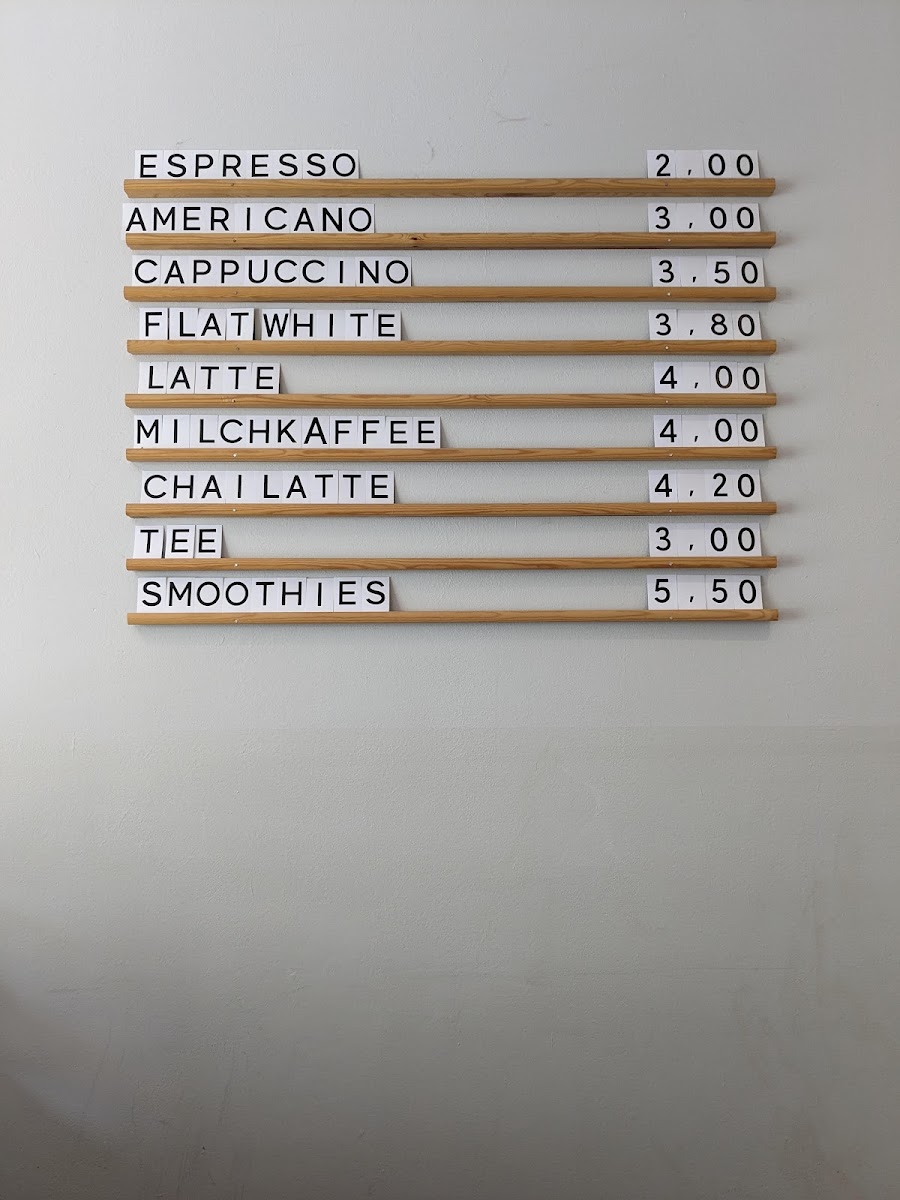 ESPRESSO 2,00
AMERICANO 3,00
CAPPUCCINO 3,50
FLAT WHITE 3,80
LATTE 4,00
MILCHKAFFEE 4,00
CHAI LATTE 4,20
TEE 3,00
SMOOTHIES 5,50